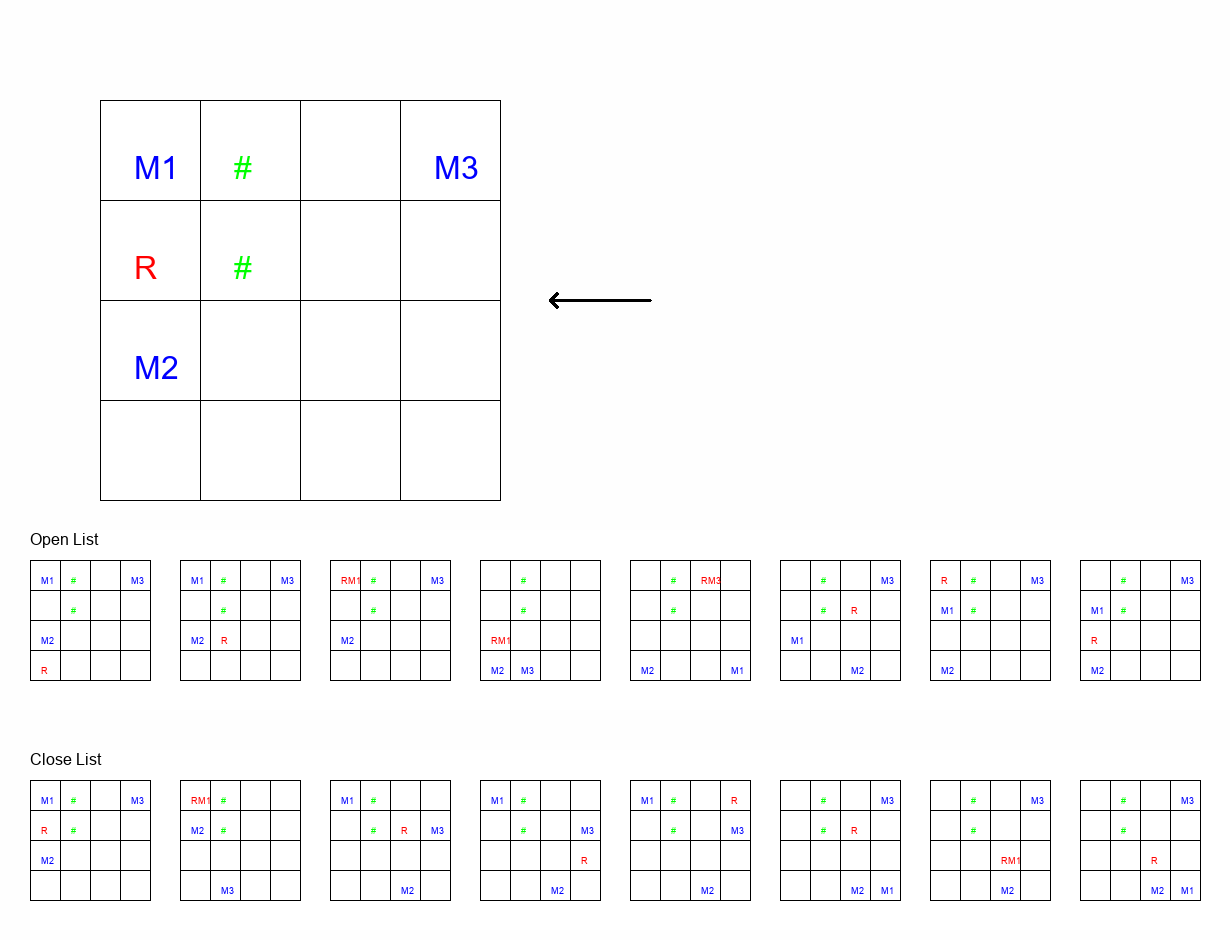 M1 # M3
R #
M2
Open List
M1 # M3 M1 # M3 RM1 # M3 # # RM3 # M3 R # M3 # M3
# # # # # # R M1 # M1 #
M2 M2 R M2 RM1 M1 R
R M2 M3 M2 M1 M2 M2 M2
Close List
M1 # M3 RM1 # M1 # M1 # M1 # R # M3 # M3 # M3
R # M2 # # R M3 # M3 # M3 # R # #
M2 R RM1 R
M3 M2 M2 M2 M2 M1 M2 M2 M1